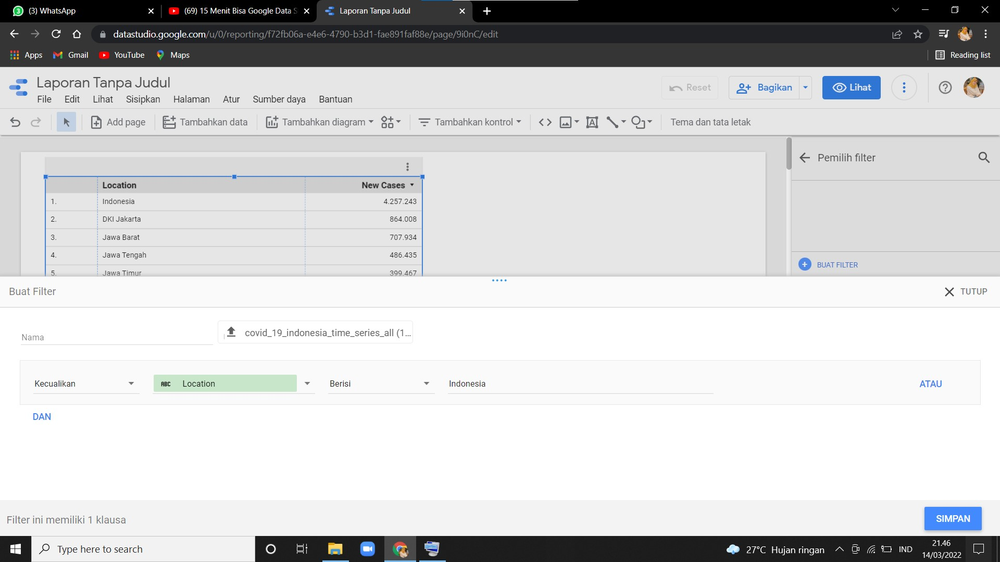 3 (3) WhatsApp
(69) 15 Menit Bisa Google Data S
Laporan Tanpa Judul
datastudio.google.com/u/0/reporting/f72fb06a-e4e6-4790-b3d1-fae891faf88e/page/9i0nC/edit
Apps Gmail YouTube Maps Reading list
Laporan Tanpa Judul
Reset Bagikan Lihat
File Edit Lihat Sisipkan Halaman Atur Sumber daya Bantuan
Add page Tambahkan data Tambahkan diagram Tambahkan kontrol Tema dan tata letak
Pemilih filter
Location New Cases
1. Indonesia 4.257.243
2. DKI Jakarta 864.008
3. Jawa Barat 707.934
4. Jawa Tengah 486.435
5. Jawa Timur 399.467
BUAT FILTER
Buat Filter
TUTUP
Nama
covid_19_indonesia_time_series_all (1...
Kecualikan ABC Location Berisi Indonesia ATAU
DAN
Filter ini memiliki 1 klausa
SIMPAN
Type here to search
27°C Hujan ringan
IND
21.46
14/03/2022